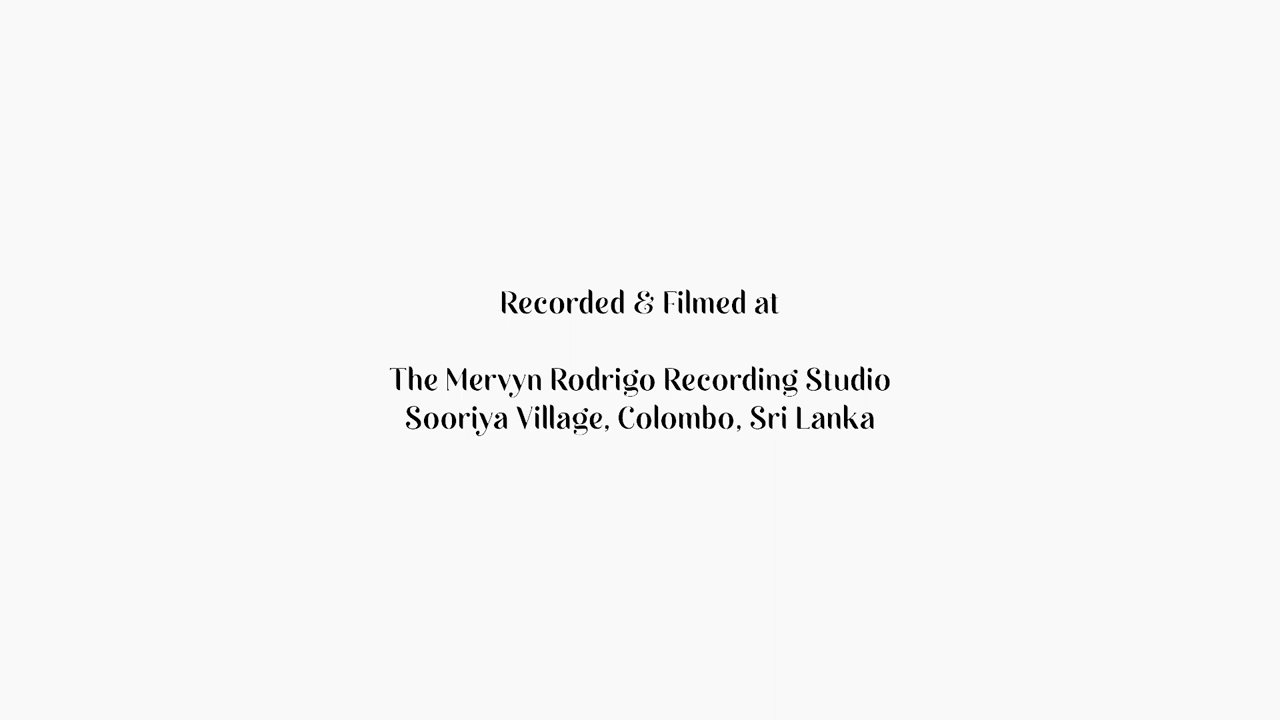 Recorded & Filmed at
The Mervyn Rodrigo Recording Studio
Sooriya Village, Colombo, Sri Lanka